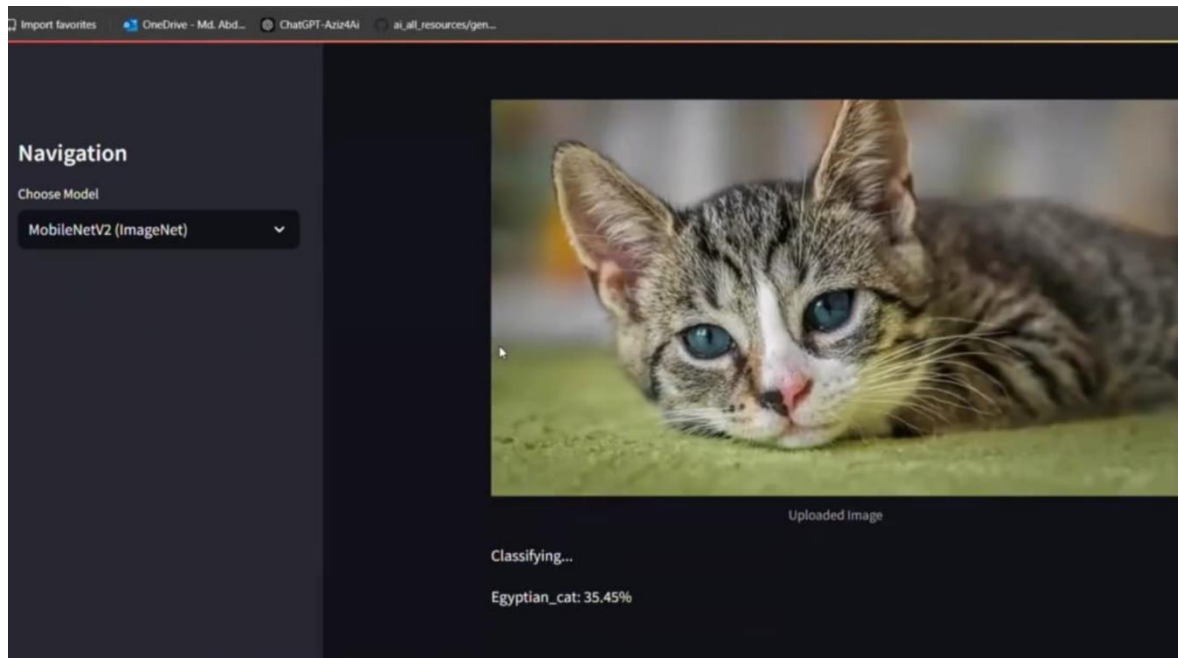 Import favorites OneDrive - Md. Abd... ChatGPT-Aziz4Ai ai_all_resources/gen...
Navigation
Choose Model
MobileNetV2 (ImageNet)
Uploaded Image
Classifying...
Egyptian_cat: 35.45%